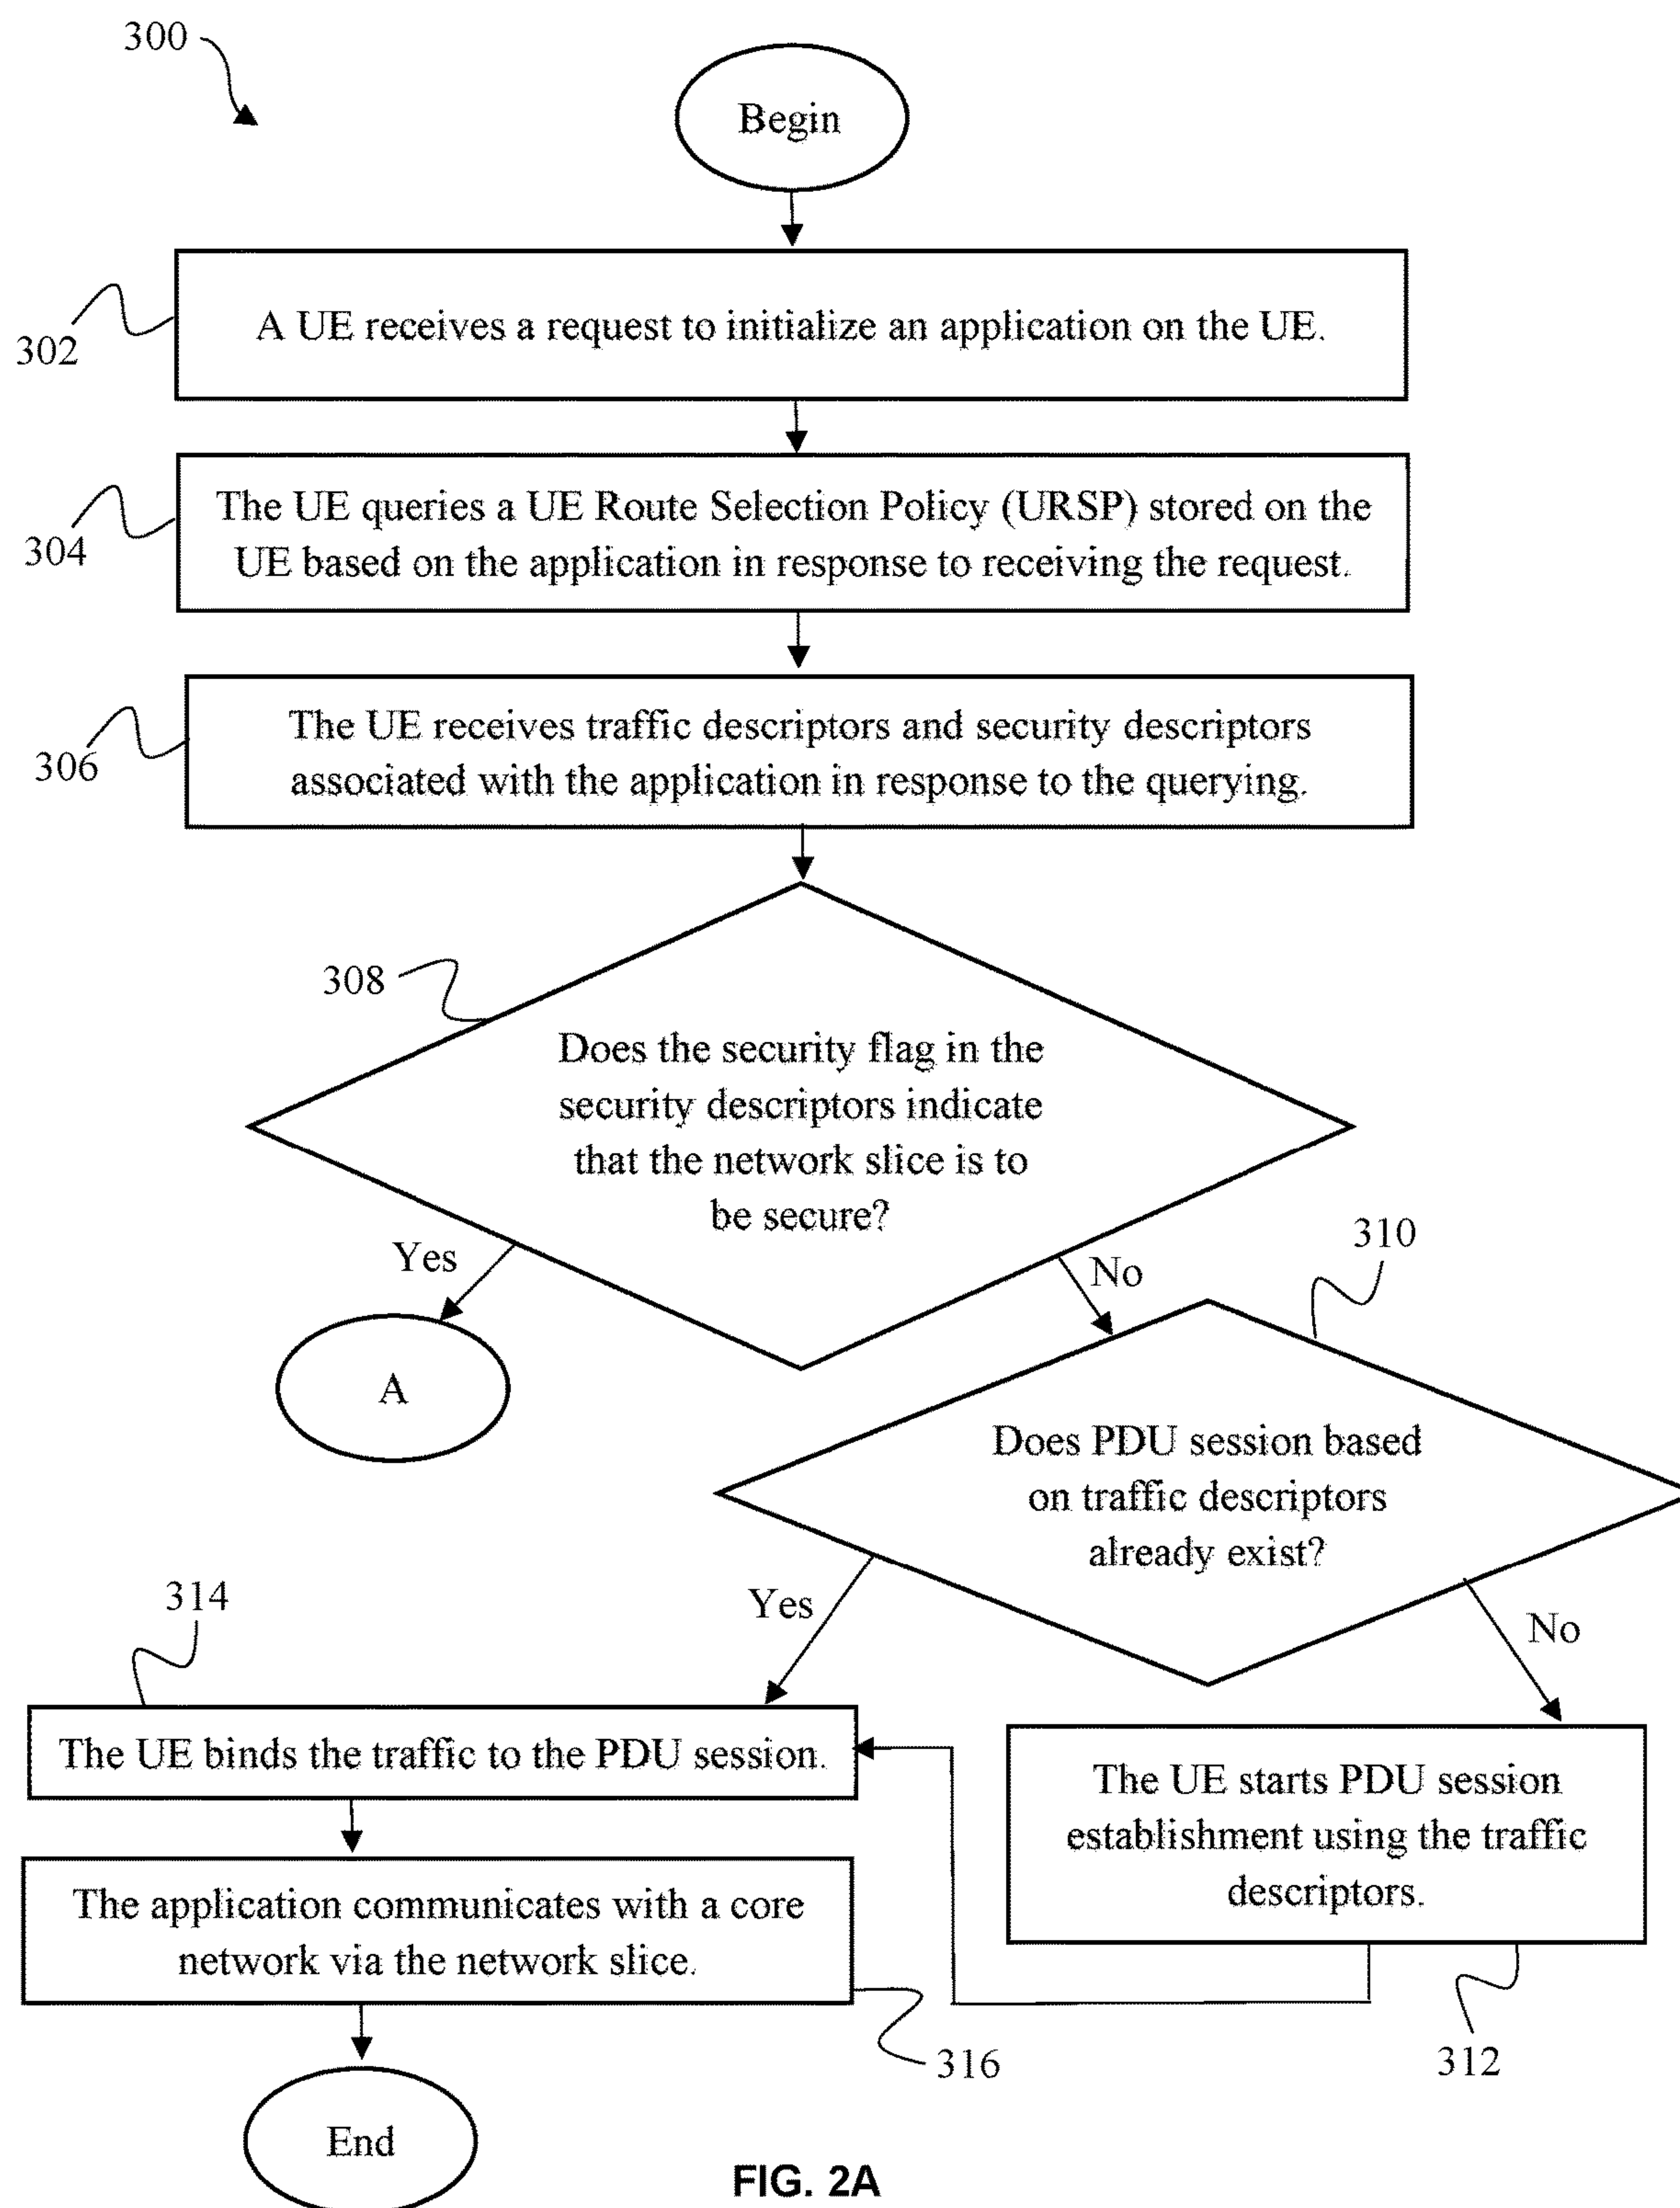 300
Begin
302
A UE receives a request to initialize an application on the UE.
304
The UE queries a UE Route Selection Policy (URSP) stored on the
UE based on the application in response to receiving the request.
306
The UE receives traffic descriptors and security descriptors
associated with the application in response to the querying.
308
Does the security flag in the
security descriptors indicate
that the network slice is to
be secure?
Yes
No
A
310
Does PDU session based
on traffic descriptors
already exist?
Yes
No
314
The UE binds the traffic to the PDU session.
The UE starts PDU session
establishment using the traffic
descriptors.
312
The application communicates with a core
network via the network slice.
316
End
FIG. 2A